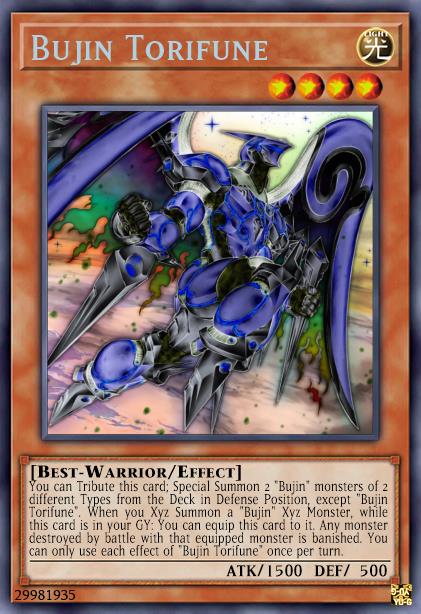 Bujin Torifune
LIGHT
光
[Best-Warrior/Effect]
You can Tribute this card; Special Summon 2 "Bujin" monsters of 2
different Types from the Deck in Defense Position, except "Bujin
Torifune". When you Xyz Summon a "Bujin" Xyz Monster, while
this card is in your GY: You can equip this card to it. Any monster
destroyed by battle with that equipped monster is banished. You
can only use each effect of "Bujin Torifune" once per turn.
ATK/1500 DEF/ 500
29981935